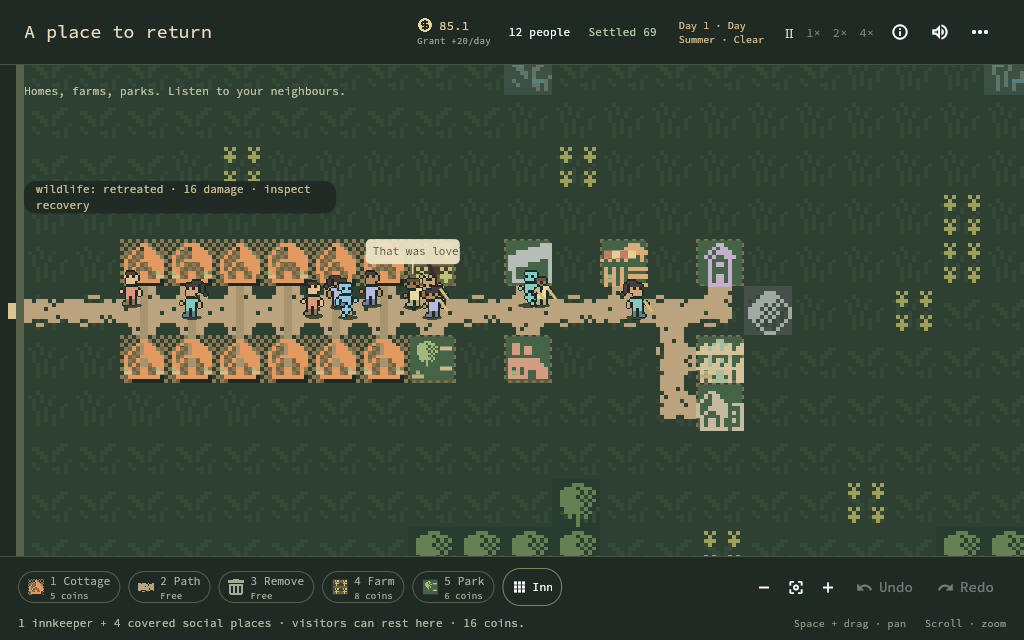 A place to return
85.1
Grant +20/day
12 people
Settled 69
Day 1 · Day
Summer · Clear
II 1× 2× 4×
Homes, farms, parks. Listen to your neighbours.
wildlife: retreated · 16 damage · inspect
recovery
That was love
1 Cottage
5 coins
2 Path
Free
3 Remove
Free
4 Farm
8 coins
5 Park
6 coins
Inn
Undo
Redo
1 innkeeper + 4 covered social places · visitors can rest here · 16 coins.
Space + drag · pan
Scroll · zoom